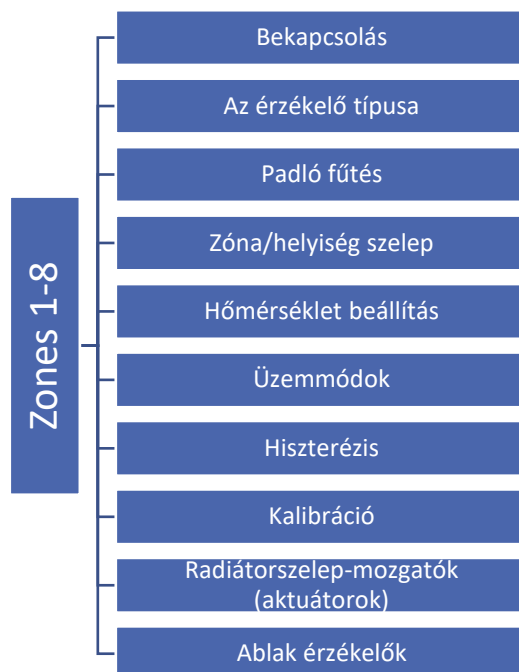 Zones 1-8
Bekapcsolás
Az érzékelő típusa
Padló fűtés
Zóna/helyiség szelep
Hőmérséklet beállítás
Üzemmódok
Hiszterézis
Kalibráció
Radiátorszelep-mozgatók
(aktuátorok)
Ablak érzékelők